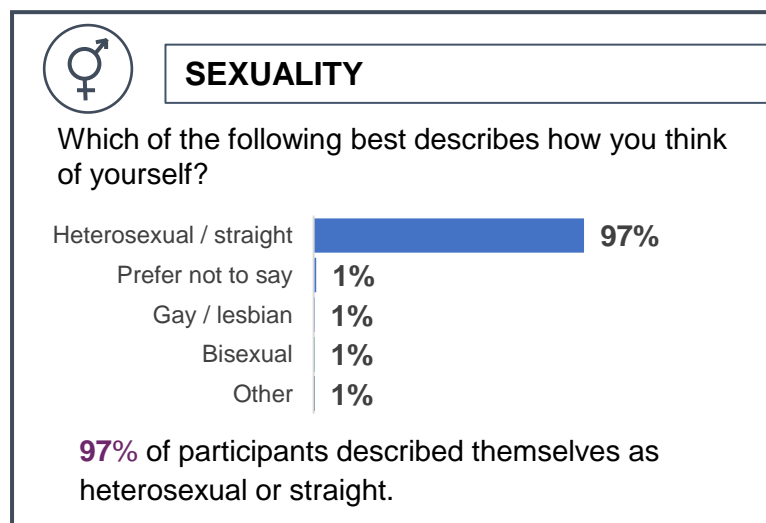 SEXUALITY
Which of the following best describes how you think
of yourself?
Heterosexual / straight 97%
Prefer not to say 1%
Gay / lesbian 1%
Bisexual 1%
Other 1%
97% of participants described themselves as
heterosexual or straight.